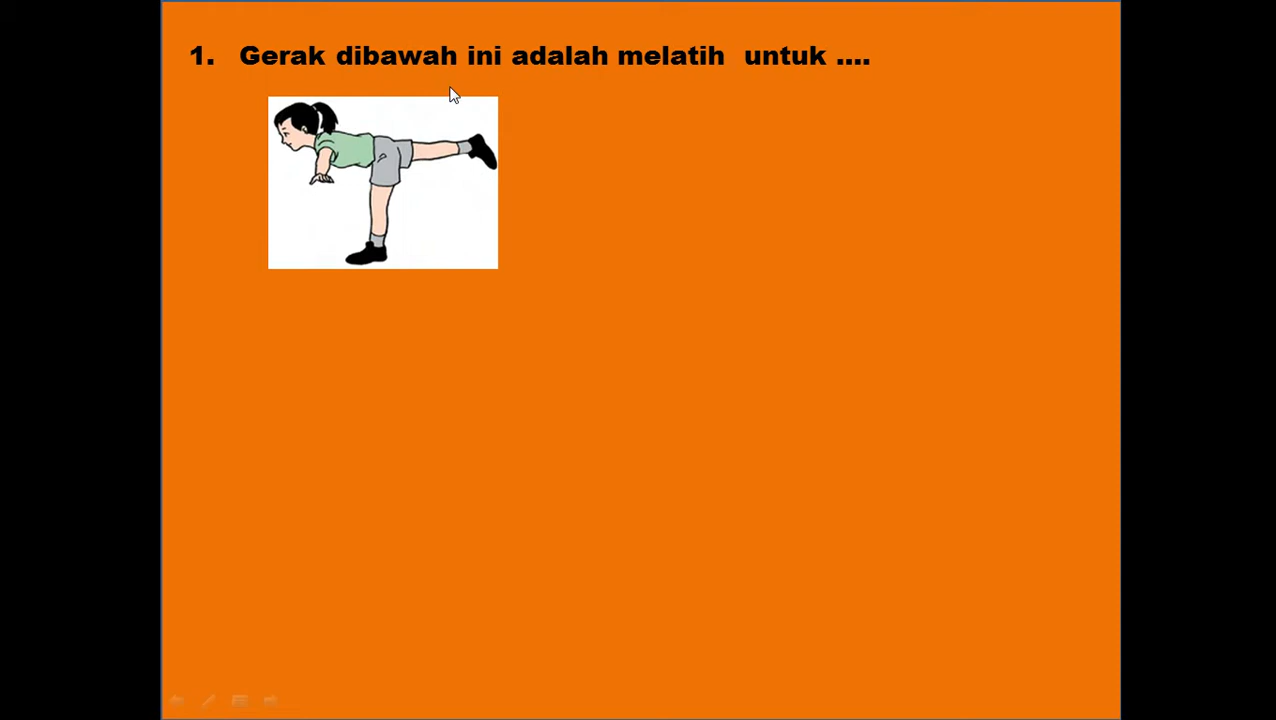 1. Gerak dibawah ini adalah melatih untuk ....